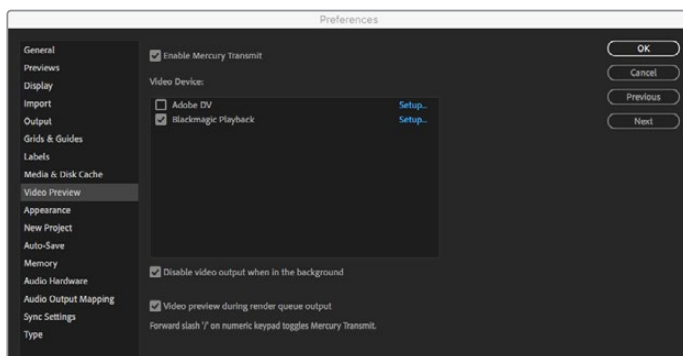 Preferences
General
Previews
Display
Import
Output
Grids & Guides
Labels
Media & Disk Cache
Video Preview
Appearance
New Project
Auto-Save
Memory
Audio Hardware
Audio Output Mapping
Sync Settings
Type
Enable Mercury Transmit
Video Device:
Adobe DV Setup...
Blackmagic Playback Setup...
Disable video output when in the background
Video preview during render queue output
Forward slash '/' on numeric keypad toggles Mercury Transmit.
OK
Cancel
Previous
Next